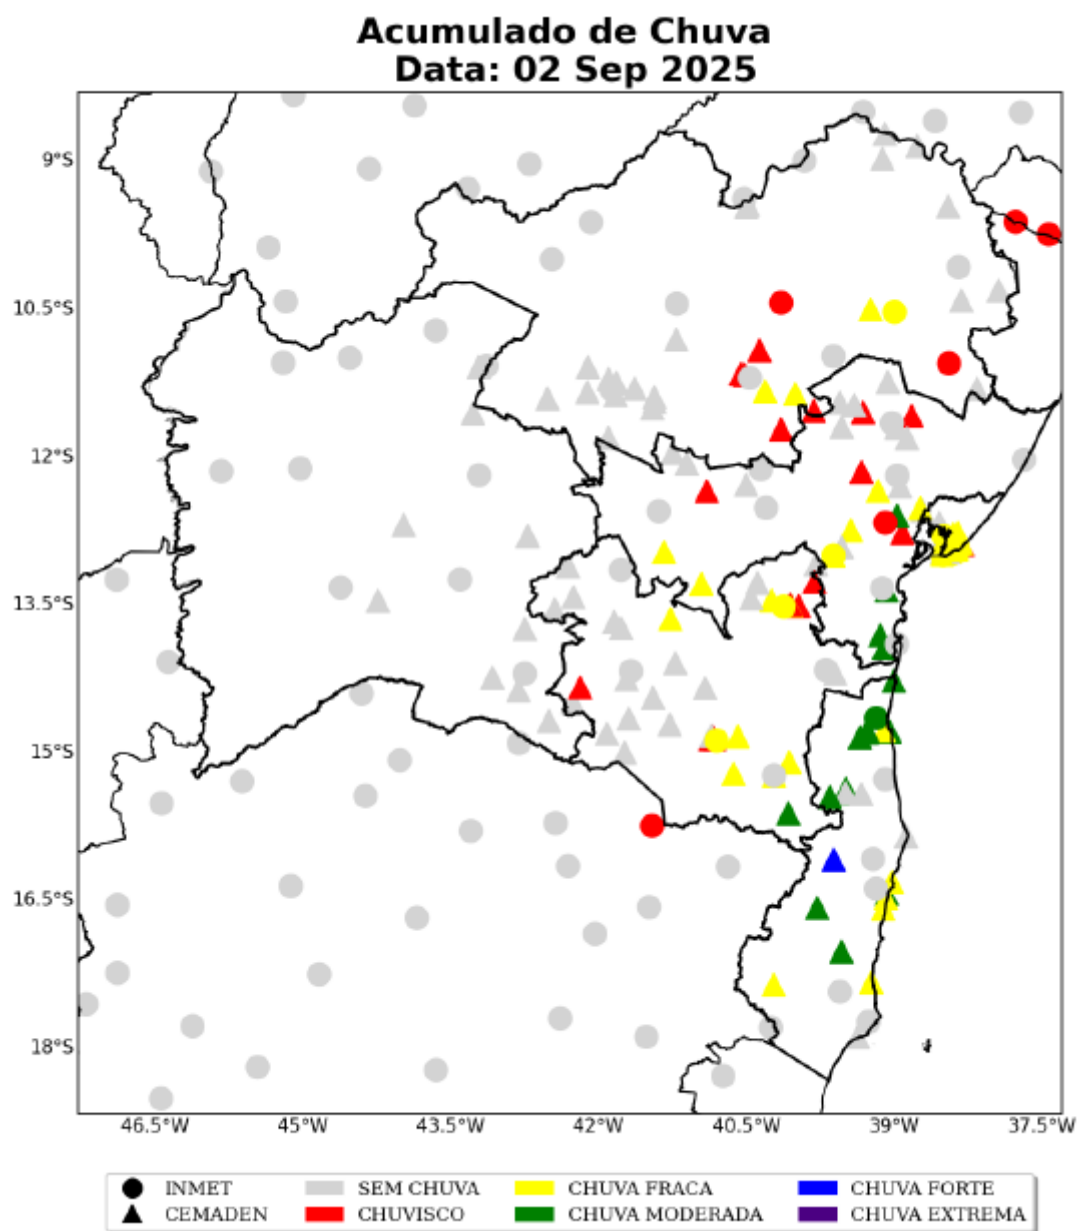 Acumulado de Chuva
Data: 02 Sep 2025
9°S
10.5°S
12°S
13.5°S
15°S
16.5°S
18°S
46.5°W 45°W 43.5°W 42°W 40.5°W 39°W 37.5°W
INMET SEM CHUVA CHUVA FRACA CHUVA FORTE
CEMADEN CHUVISCO CHUVA MODERADA CHUVA EXTREMA